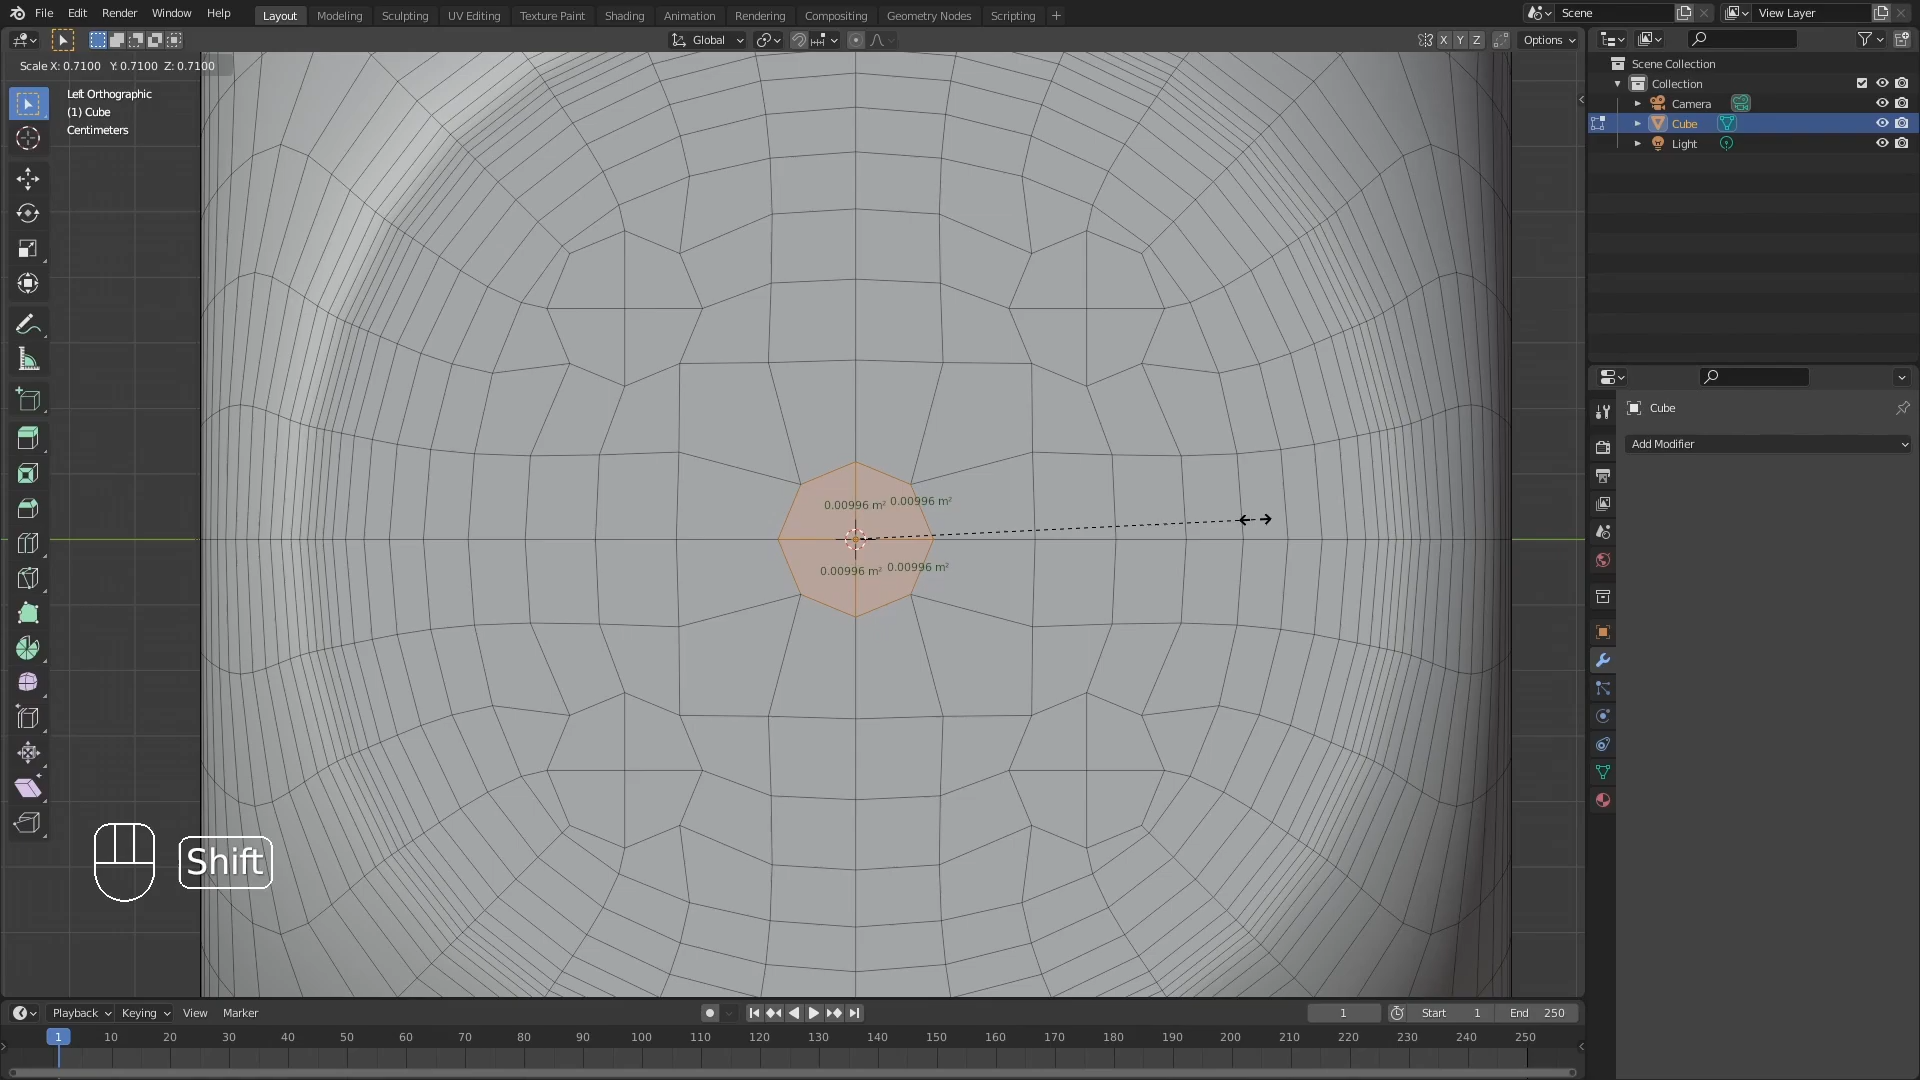 File Edit Render Window Help Layout Modeling Sculpting UV Editing Texture Paint Shading Animation Rendering Compositing Geometry Nodes Scripting + Scene View Layer
Global X Y Z Options
Scale X: 0.7100 Y: 0.7100 Z: 0.7100
Left Orthographic
(1) Cube
Centimeters
Scene Collection
Collection
Camera
Cube
Light
Cube
Add Modifier
0.00996 m² 0.00996 m²
0.00996 m² 0.00996 m²
Shift
Playback Keying View Marker 1 Start 1 End 250
1 10 20 30 40 50 60 70 80 90 100 110 120 130 140 150 160 170 180 190 200 210 220 230 240 250